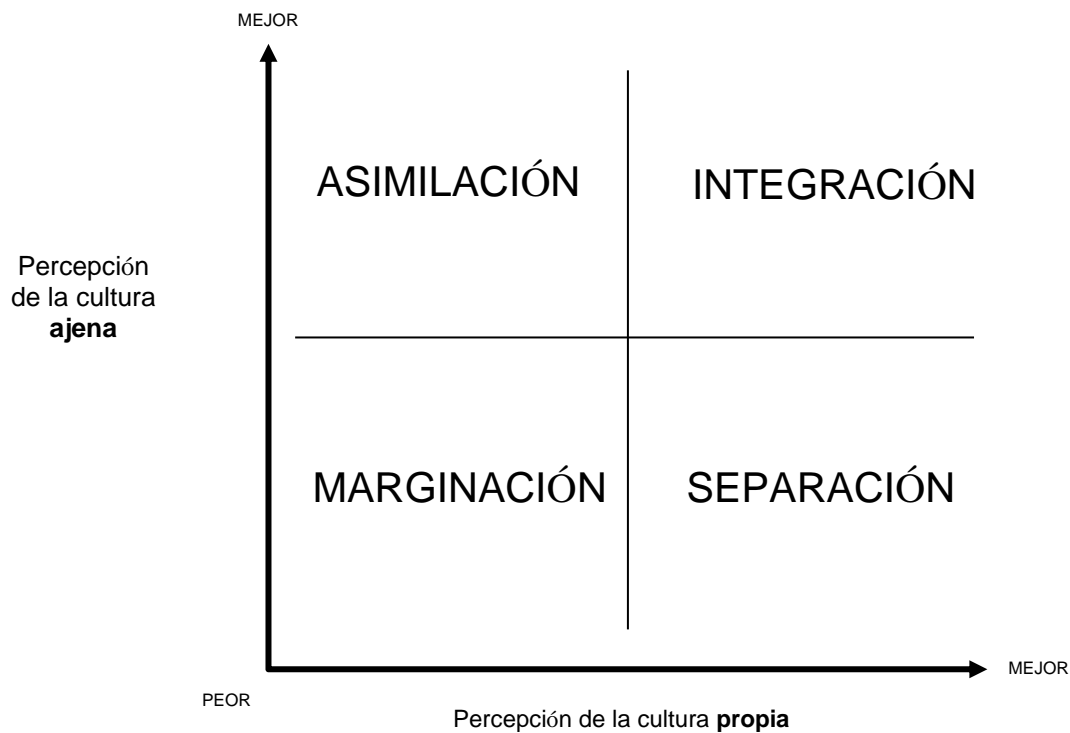 MEJOR
ASIMILACIÓN
INTEGRACIÓN
Percepción
de la cultura
ajena
MARGINACIÓN
SEPARACIÓN
MEJOR
PEOR
Percepción de la cultura propia